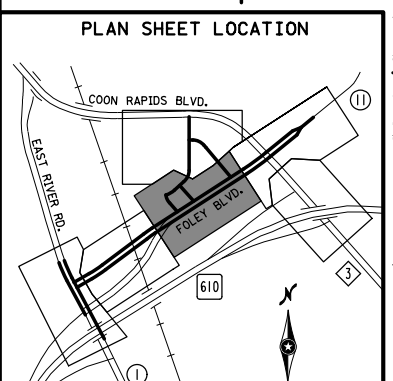 PLAN SHEET LOCATION
COON RAPIDS BLVD.
11
EAST RIVER RD.
FOLEY BLVD.
610
3
N
1